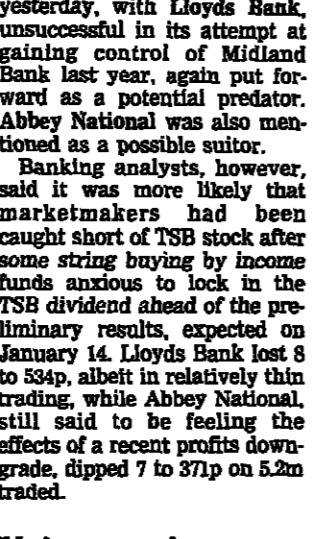 yesterday, with Lloyds Bank,
unsuccessful in its attempt at
gaining control of Midland
Bank last year, again put for-
ward as a potential predator.
Abbey National was also men-
tioned as a possible suitor.
Banking analysts, however,
said it was more likely that
marketmakers had been
caught short of TSB stock after
some string buying by income
funds anxious to lock in the
TSB dividend ahead of the pre-
liminary results, expected on
January 14. Lloyds Bank lost 8
to 534p, albeit in relatively thin
trading, while Abbey National,
still said to be feeling the
effects of a recent profits down-
grade, dipped 7 to 371p on 5.2m
traded.